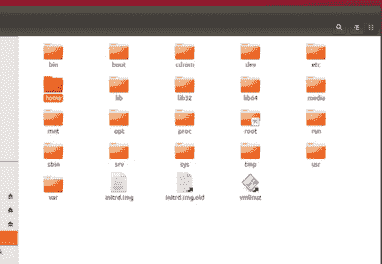 bin boot cdrom dev etc
home lib lib32 lib64 media
mnt opt proc root run
sbin srv sys tmp usr
var initrd.img initrd.img.old vmlinuz